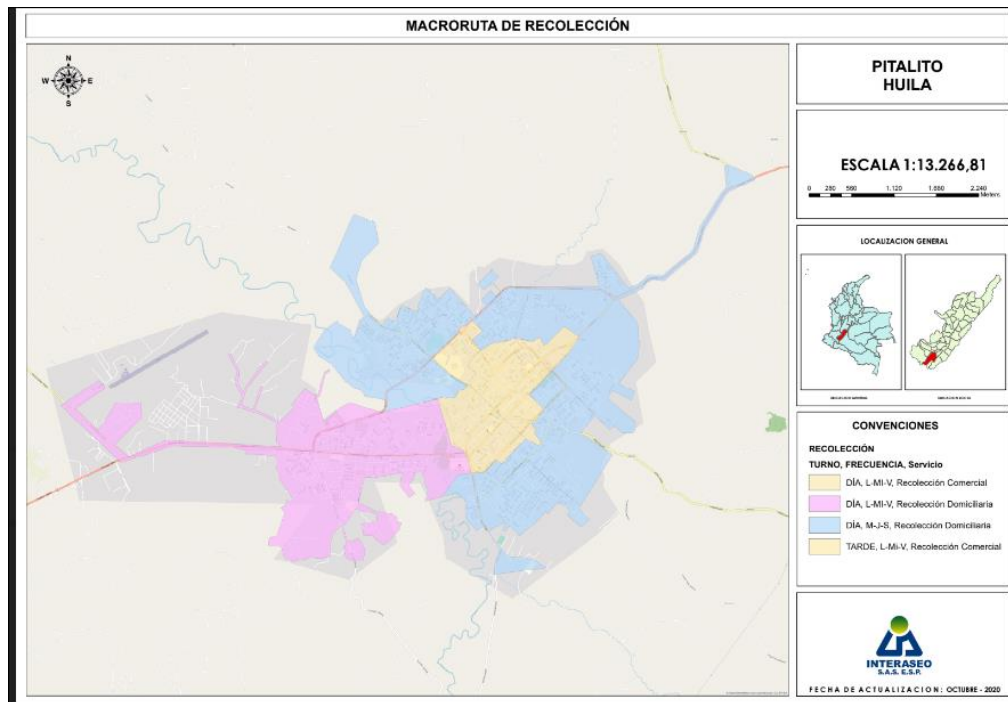 MACRORUTA DE RECOLECCIÓN
N
W
E
S
PITALITO
HUILA
ESCALA 1:13.266,81
0 280 560 1.120 1.680 2.240
Meters
LOCALIZACION GENERAL
CONVENCIONES
RECOLECCIÓN
TURNO, FRECUENCIA, Servicio
DÍA, L-MI-V, Recolección Comercial
DÍA, L-MI-V, Recolección Domiciliaria
DÍA, M-J-S, Recolección Domiciliaria
TARDE, L-Mi-V, Recolección Comercial
INTERASEO
S.A.S. E.S.P.
FECHA DE ACTUALIZACION: OCTUBRE - 2020